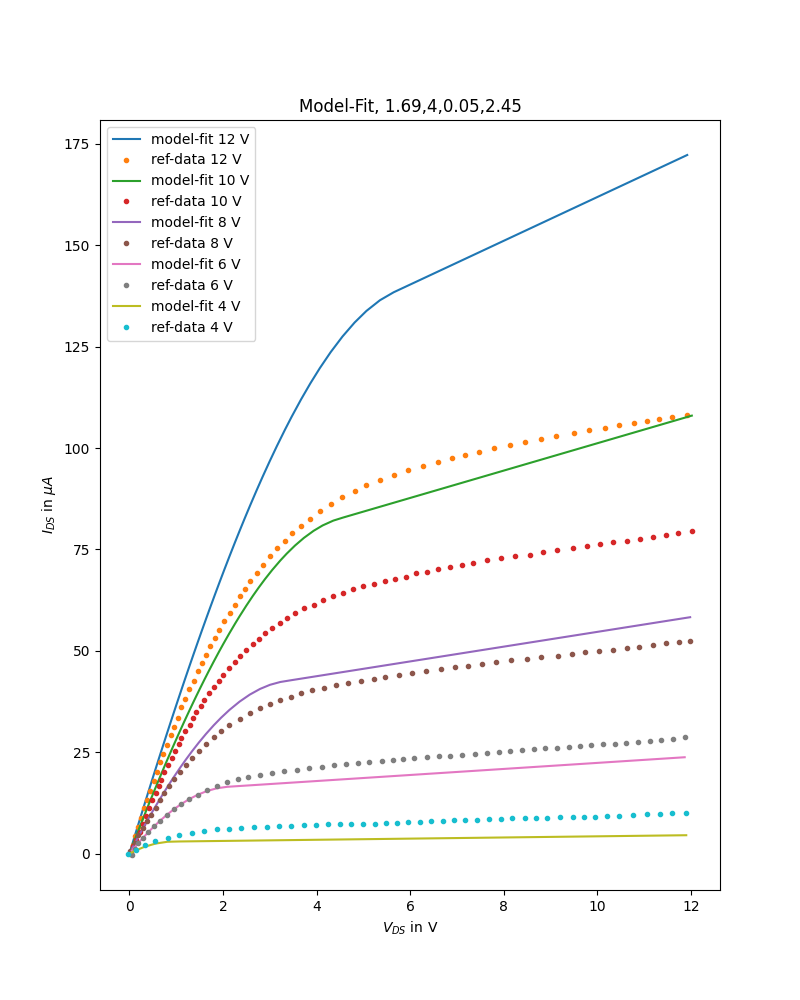 Model-Fit, 1.69,4,0.05,2.45
model-fit 12 V
ref-data 12 V
model-fit 10 V
ref-data 10 V
model-fit 8 V
ref-data 8 V
model-fit 6 V
ref-data 6 V
model-fit 4 V
ref-data 4 V
175
150
125
100
75
50
25
0
I_DS in μA
0 2 4 6 8 10 12
V_DS in V